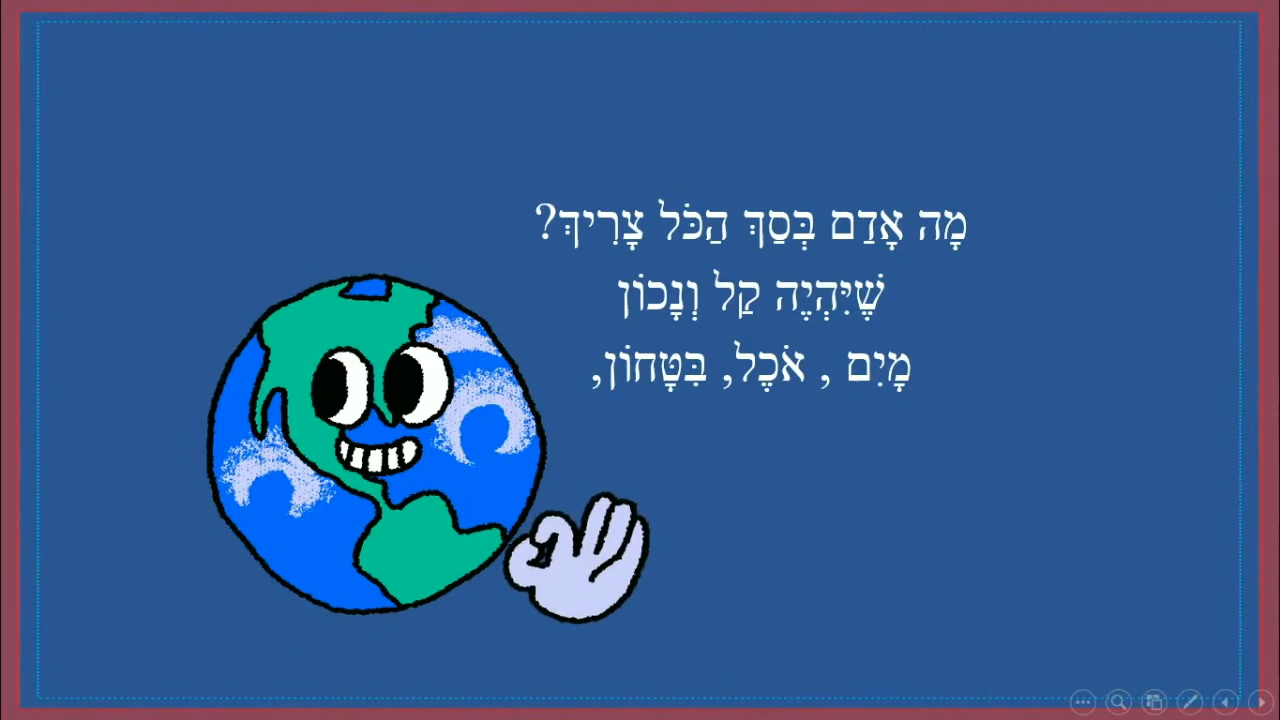 מָה אָדַם בְּסַךְ הַכֹּל צָרִיךְ?
שֶׁיִּהְיֶה קַל וְנָכוֹן
מָיִם , אֹכֶל, בִּטָּחוֹן,